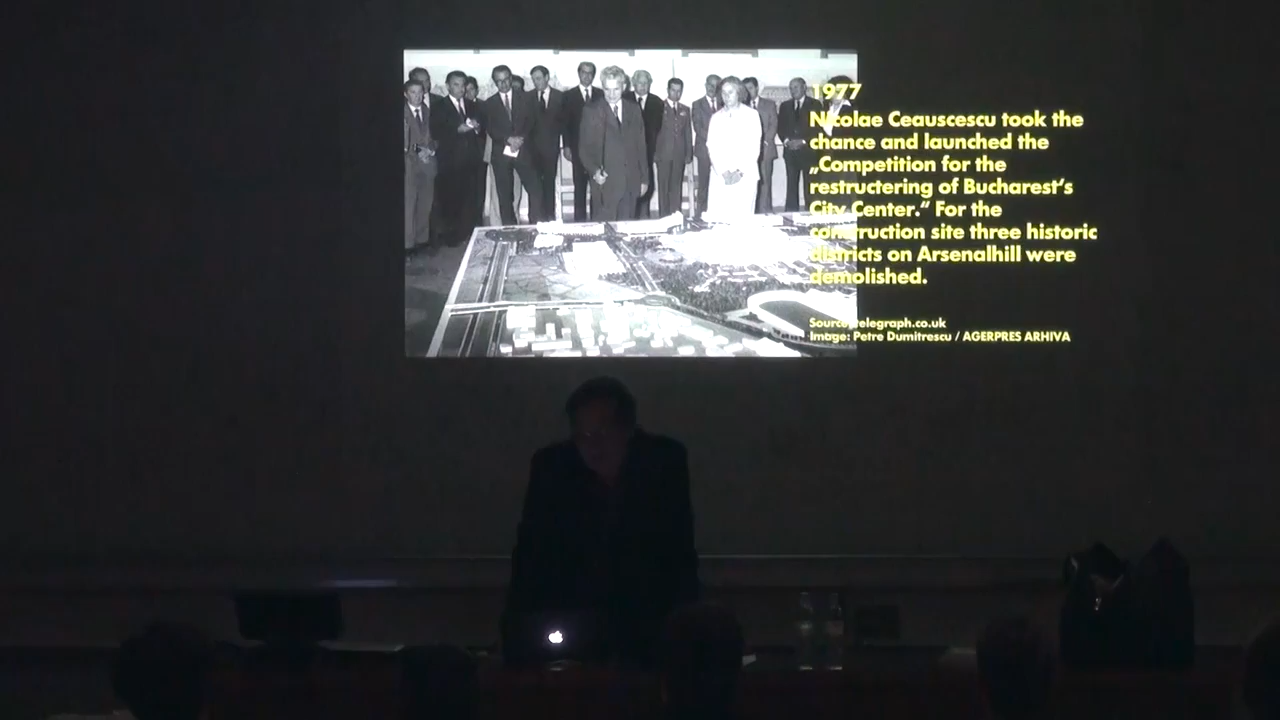 1977
Nicolae Ceauscescu took the
chance and launched the
„Competition for the
restructering of Bucharest‘s
City Center.“ For the
construction site three historic
districts on Arsenalhill were
demolished.
Source: telegraph.co.uk
Image: Petre Dumitrescu / AGERPRES ARHIVA